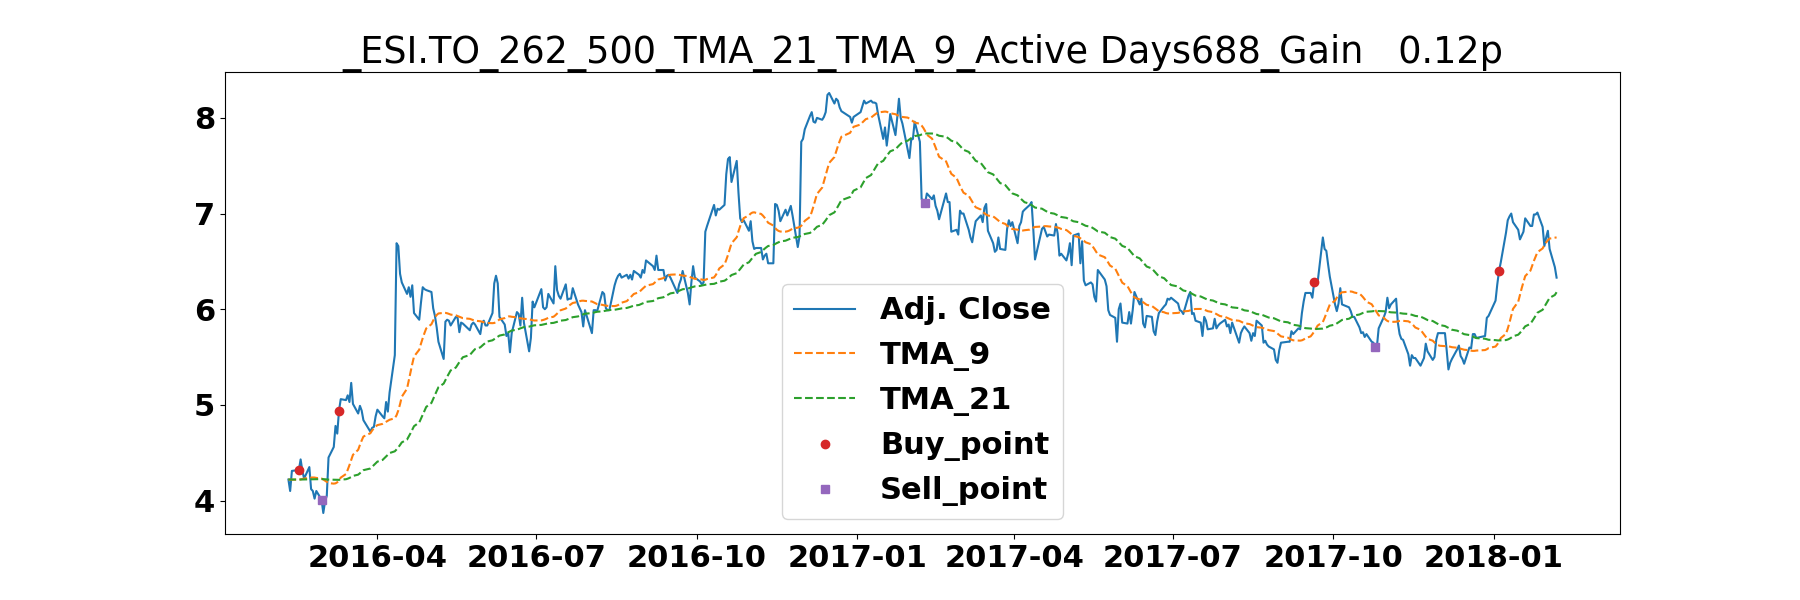 _ESI.TO_262_500_TMA_21_TMA_9_Active Days688_Gain   0.12p
8
7
6
5
4
Adj. Close
TMA_9
TMA_21
Buy_point
Sell_point
2016-04 2016-07 2016-10 2017-01 2017-04 2017-07 2017-10 2018-01